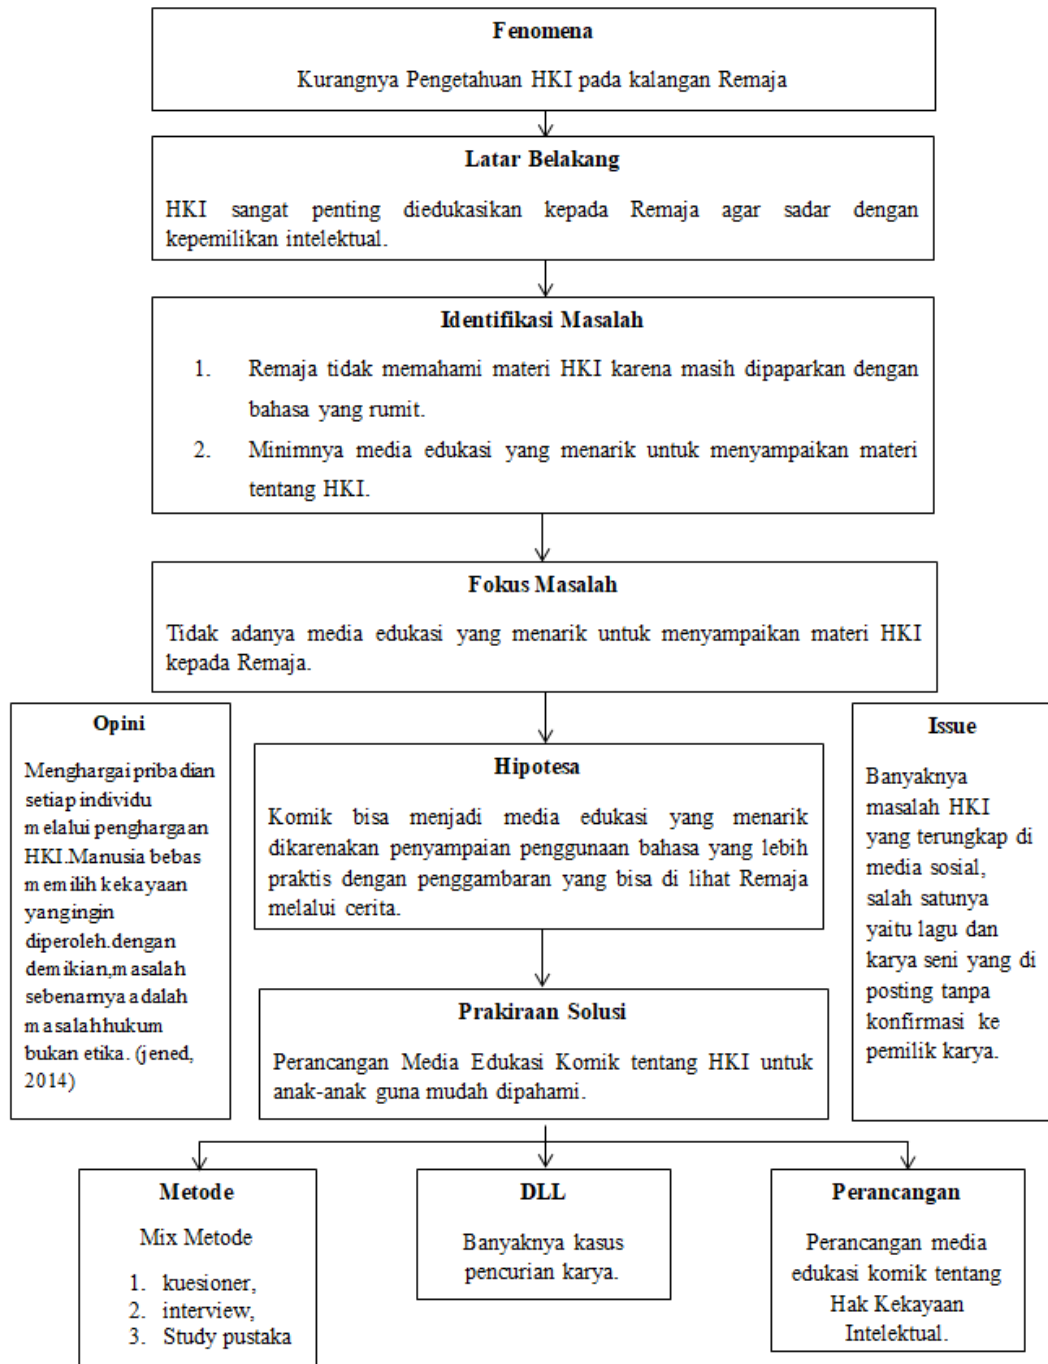 Fenomena
Kurangnya Pengetahuan HKI pada kalangan Remaja
Latar Belakang
HKI sangat penting diedukasikan kepada Remaja agar sadar dengan
kepemilikan intelektual.
Identifikasi Masalah
1. Remaja tidak memahami materi HKI karena masih dipaparkan dengan
bahasa yang rumit.
2. Minimnya media edukasi yang menarik untuk menyampaikan materi
tentang HKI.
Fokus Masalah
Tidak adanya media edukasi yang menarik untuk menyampaikan materi HKI
kepada Remaja.
Opini
Menghargai pribadian
setiap individu
melalui penghargaan
HKI.Manusia bebas
memilih kekayaan
yangingin
diperoleh.dengan
demikian,masalah
sebenarnya adalah
masalahhukum
bukan etika. (jened,
2014)
Hipotesa
Komik bisa menjadi media edukasi yang menarik
dikarenakan penyampaian penggunaan bahasa yang lebih
praktis dengan penggambaran yang bisa di lihat Remaja
melalui cerita.
Issue
Banyaknya
masalah HKI
yang terungkap di
media sosial,
salah satunya
yaitu lagu dan
karya seni yang di
posting tanpa
konfirmasi ke
pemilik karya.
Prakiraan Solusi
Perancangan Media Edukasi Komik tentang HKI untuk
anak-anak guna mudah dipahami.
Metode
Mix Metode
1. kuesioner,
2. interview,
3. Study pustaka
DLL
Banyaknya kasus
pencurian karya.
Perancangan
Perancangan media
edukasi komik tentang
Hak Kekayaan
Intelektual.